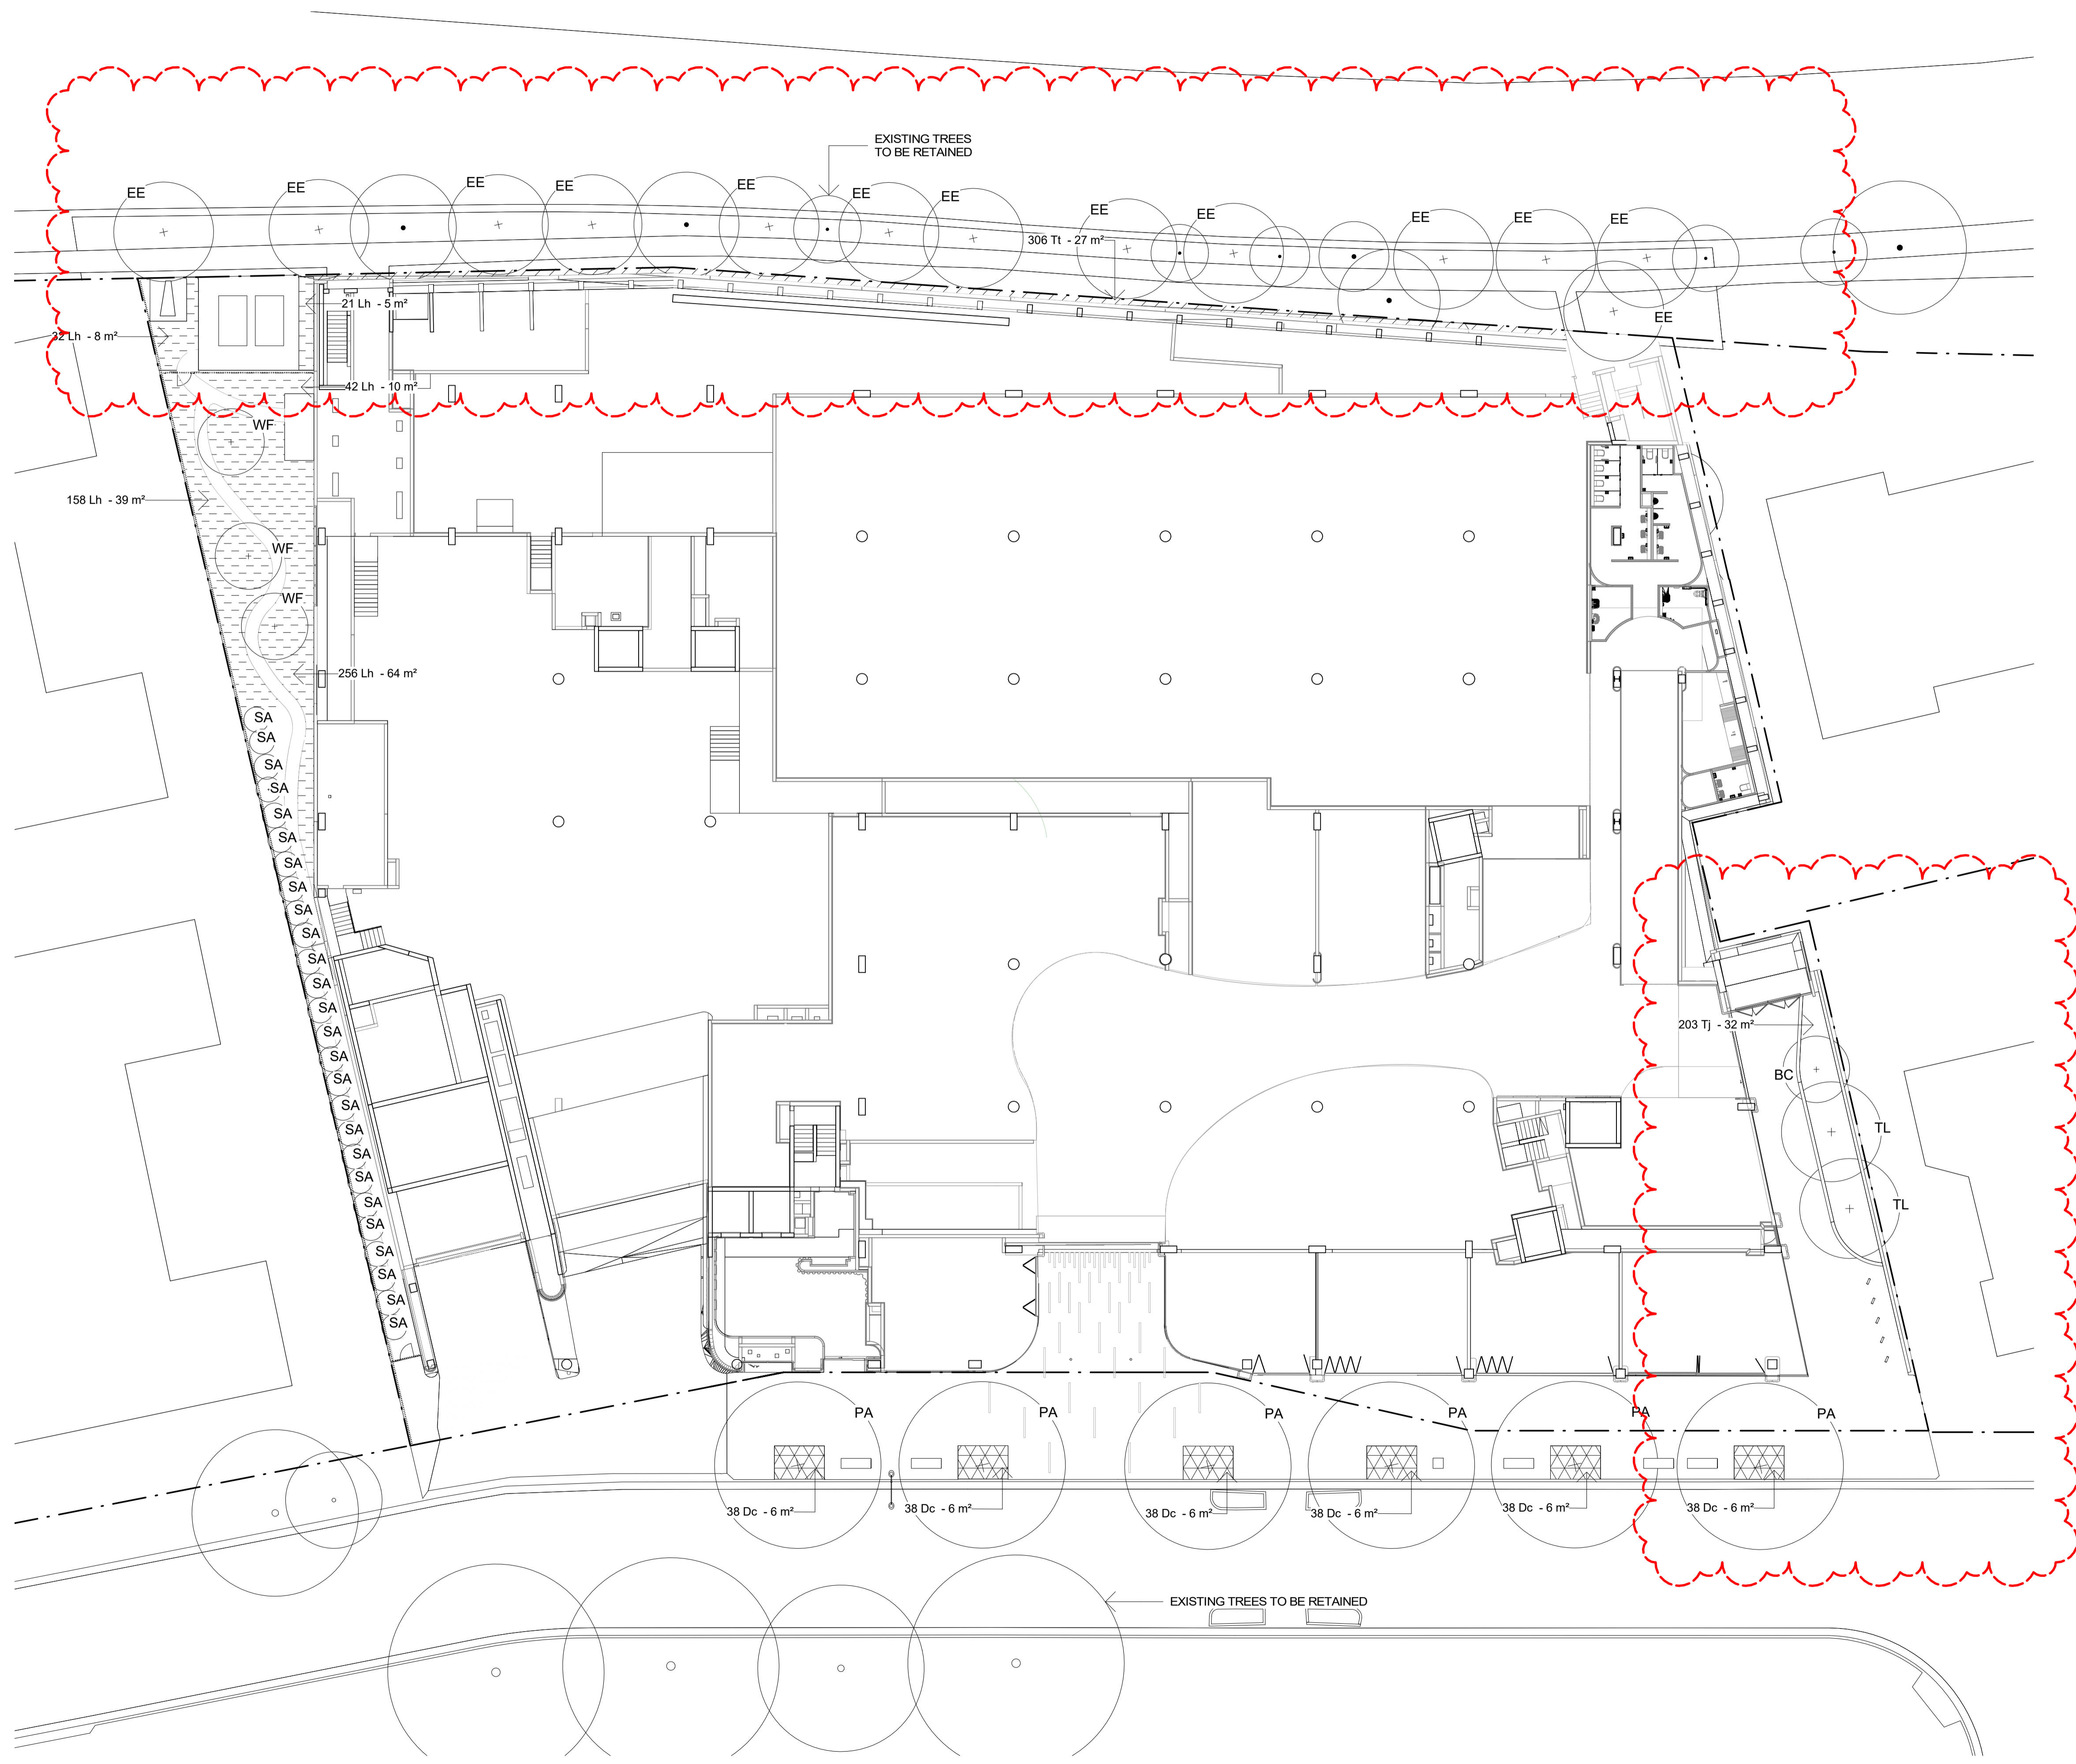 EXISTING TREES
TO BE RETAINED
EE
EE
EE
EE
EE
EE
EE
EE
EE
EE
EE
EE
306 Tt - 27 m²
21 Lh - 5 m²
EE
32 Lh - 8 m²
42 Lh - 10 m²
WF
158 Lh - 39 m²
WF
WF
256 Lh - 64 m²
SA
SA
SA
SA
SA
SA
SA
SA
SA
SA
SA
SA
SA
203 Tj - 32 m²
SA
SA
BC
SA
SA
TL
SA
SA
SA
SA
TL
SA
SA
SA
SA
SA
PA
PA
PA
PA
PA
PA
38 Dc - 6 m²
38 Dc - 6 m²
38 Dc - 6 m²
38 Dc - 6 m²
38 Dc - 6 m²
38 Dc - 6 m²
EXISTING TREES TO BE RETAINED